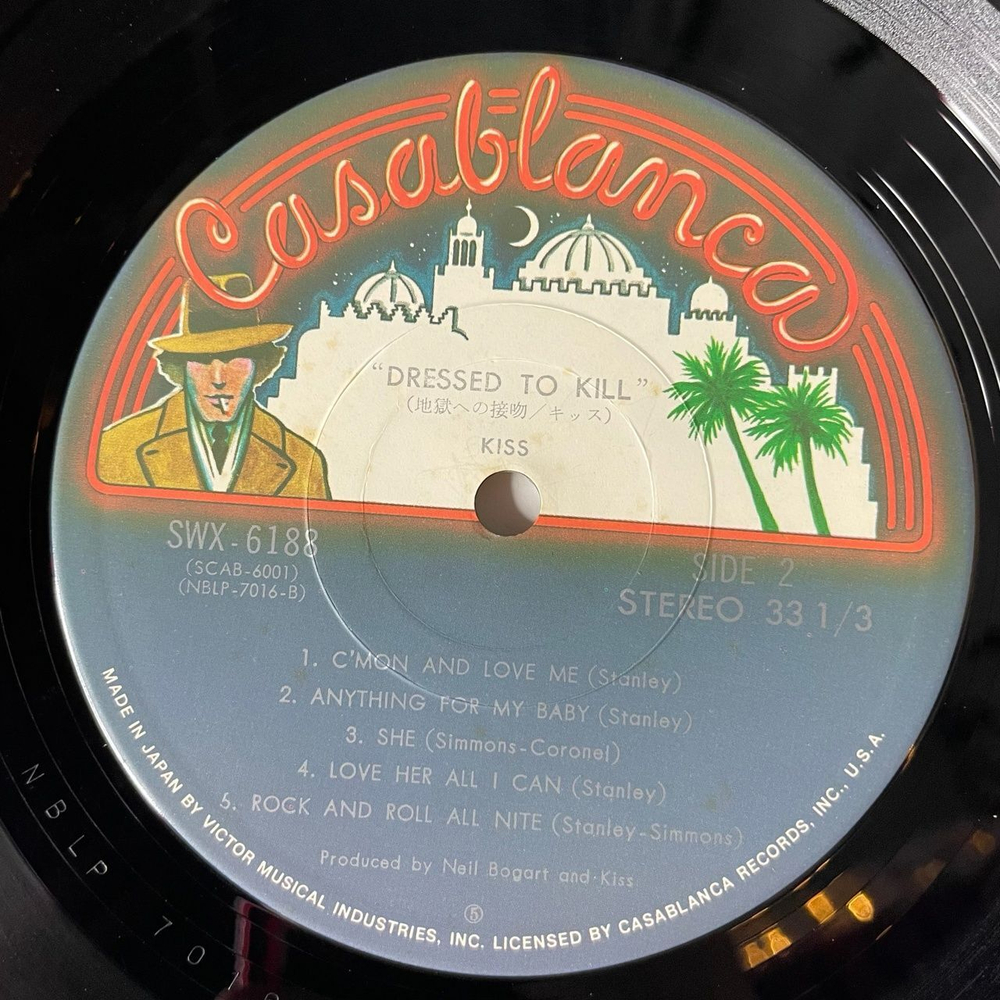 Casablanca
"DRESSED TO KILL"
(地獄への接吻/キッス)
KISS
SWX-6188
(SCAB-6001)
(NBLP-7016-B)
SIDE 2
STEREO 33 1/3
1. C'MON AND LOVE ME (Stanley)
2. ANYTHING FOR MY BABY (Stanley)
3. SHE (Simmons-Coronel)
4. LOVE HER ALL I CAN (Stanley)
5. ROCK AND ROLL ALL NITE (Stanley-Simmons)
Produced by Neil Bogart and·Kiss
⑤
MADE IN JAPAN BY VICTOR MUSICAL INDUSTRIES, INC. LICENSED BY CASABLANCA RECORDS, INC., U.S.A.
NBLP 701